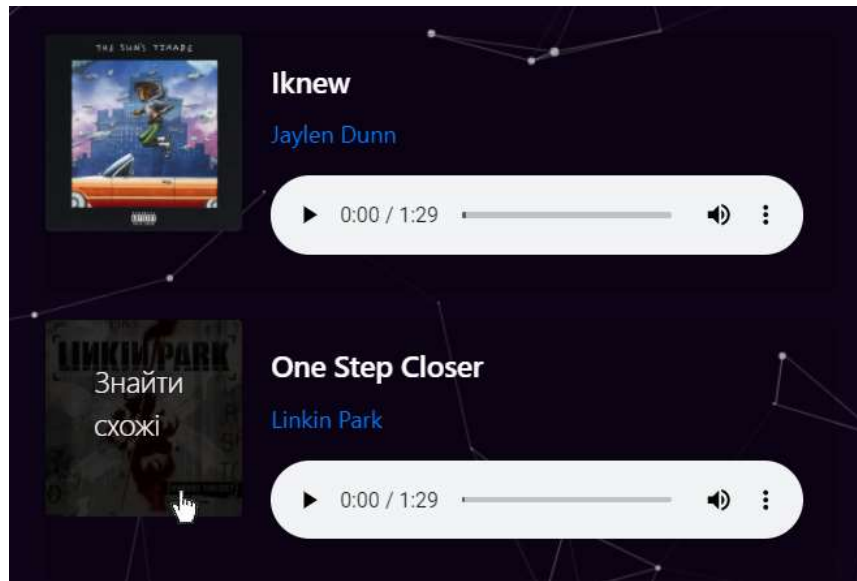 THE SUN'S TIRADE
Iknew
Jaylen Dunn
0:00 / 1:29
LINKIN PARK
Знайти
схожі
One Step Closer
Linkin Park
0:00 / 1:29